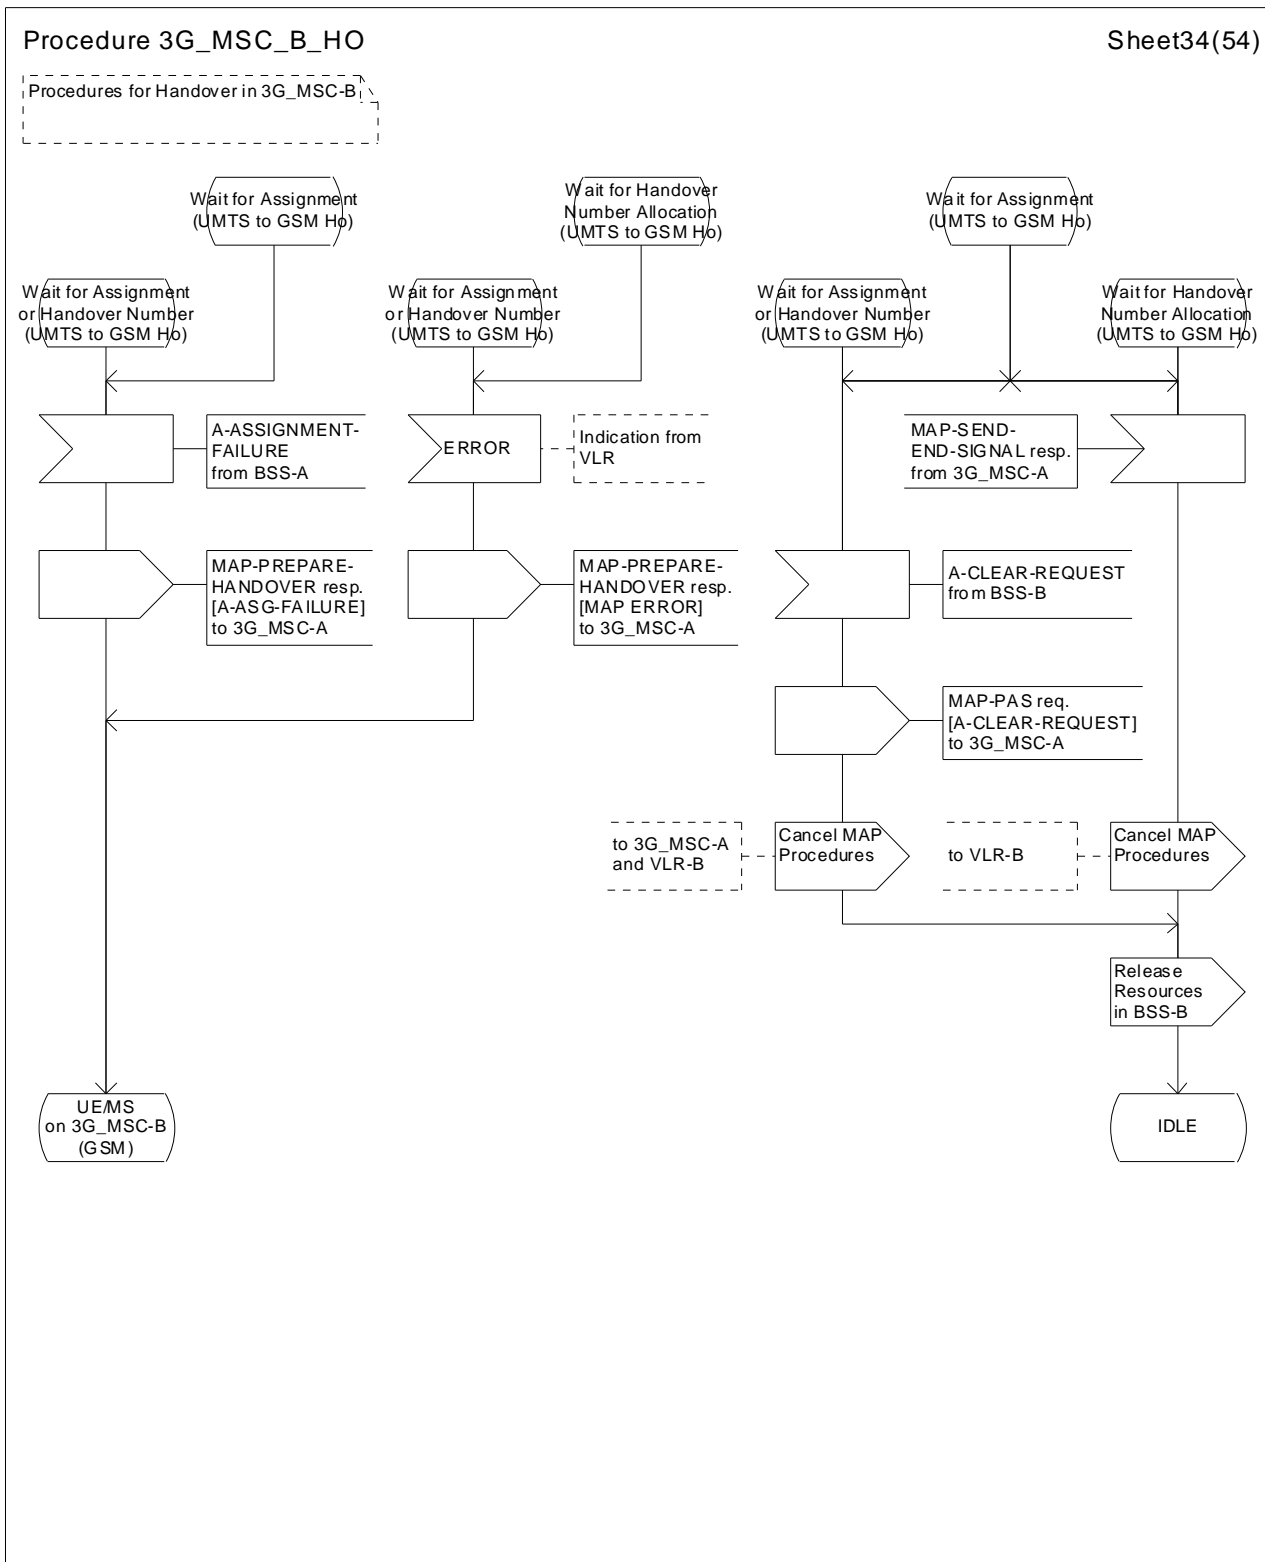 Procedure 3G_MSC_B_HO
Sheet34(54)
Procedures for Handover in 3G_MSC-B
Wait for Assignment
(UMTS to GSM Ho)
Wait for Handover
Number Allocation
(UMTS to GSM Ho)
Wait for Assignment
(UMTS to GSM Ho)
Wait for Assignment
or Handover Number
(UMTS to GSM Ho)
Wait for Assignment
or Handover Number
(UMTS to GSM Ho)
Wait for Assignment
or Handover Number
(UMTS to GSM Ho)
Wait for Handover
Number Allocation
(UMTS to GSM Ho)
A-ASSIGNMENT-
FAILURE
from BSS-A
ERROR
Indication from
VLR
MAP-SEND-
END-SIGNAL resp.
from 3G_MSC-A
MAP-PREPARE-
HANDOVER resp.
[A-ASG-FAILURE]
to 3G_MSC-A
MAP-PREPARE-
HANDOVER resp.
[MAP ERROR]
to 3G_MSC-A
A-CLEAR-REQUEST
from BSS-B
MAP-PAS req.
[A-CLEAR-REQUEST]
to 3G_MSC-A
to 3G_MSC-A
and VLR-B
Cancel MAP
Procedures
to VLR-B
Cancel MAP
Procedures
Release
Resources
in BSS-B
UE/MS
on 3G_MSC-B
(GSM)
IDLE